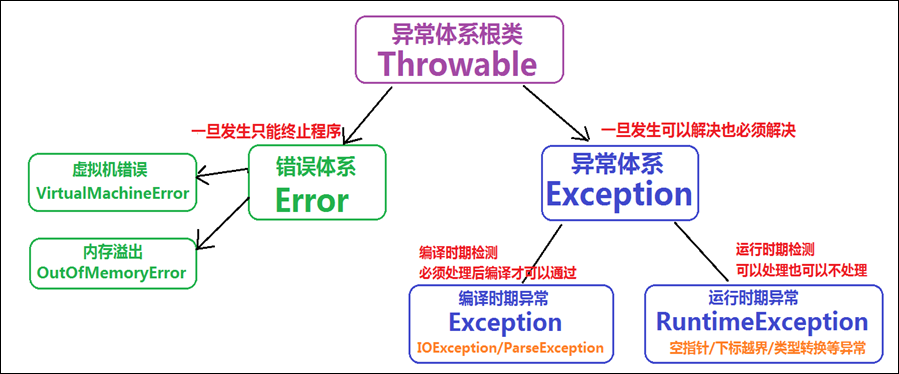 异常体系根类
Throwable
一旦发生只能终止程序
一旦发生可以解决也必须解决
虚拟机错误
VirtualMachineError
错误体系
Error
异常体系
Exception
内存溢出
OutOfMemoryError
编译时期检测
必须处理后编译才可以通过
运行时期检测
可以处理也可以不处理
编译时期异常
Exception
IOException/ParseException
运行时期异常
RuntimeException
空指针/下标越界/类型转换等异常